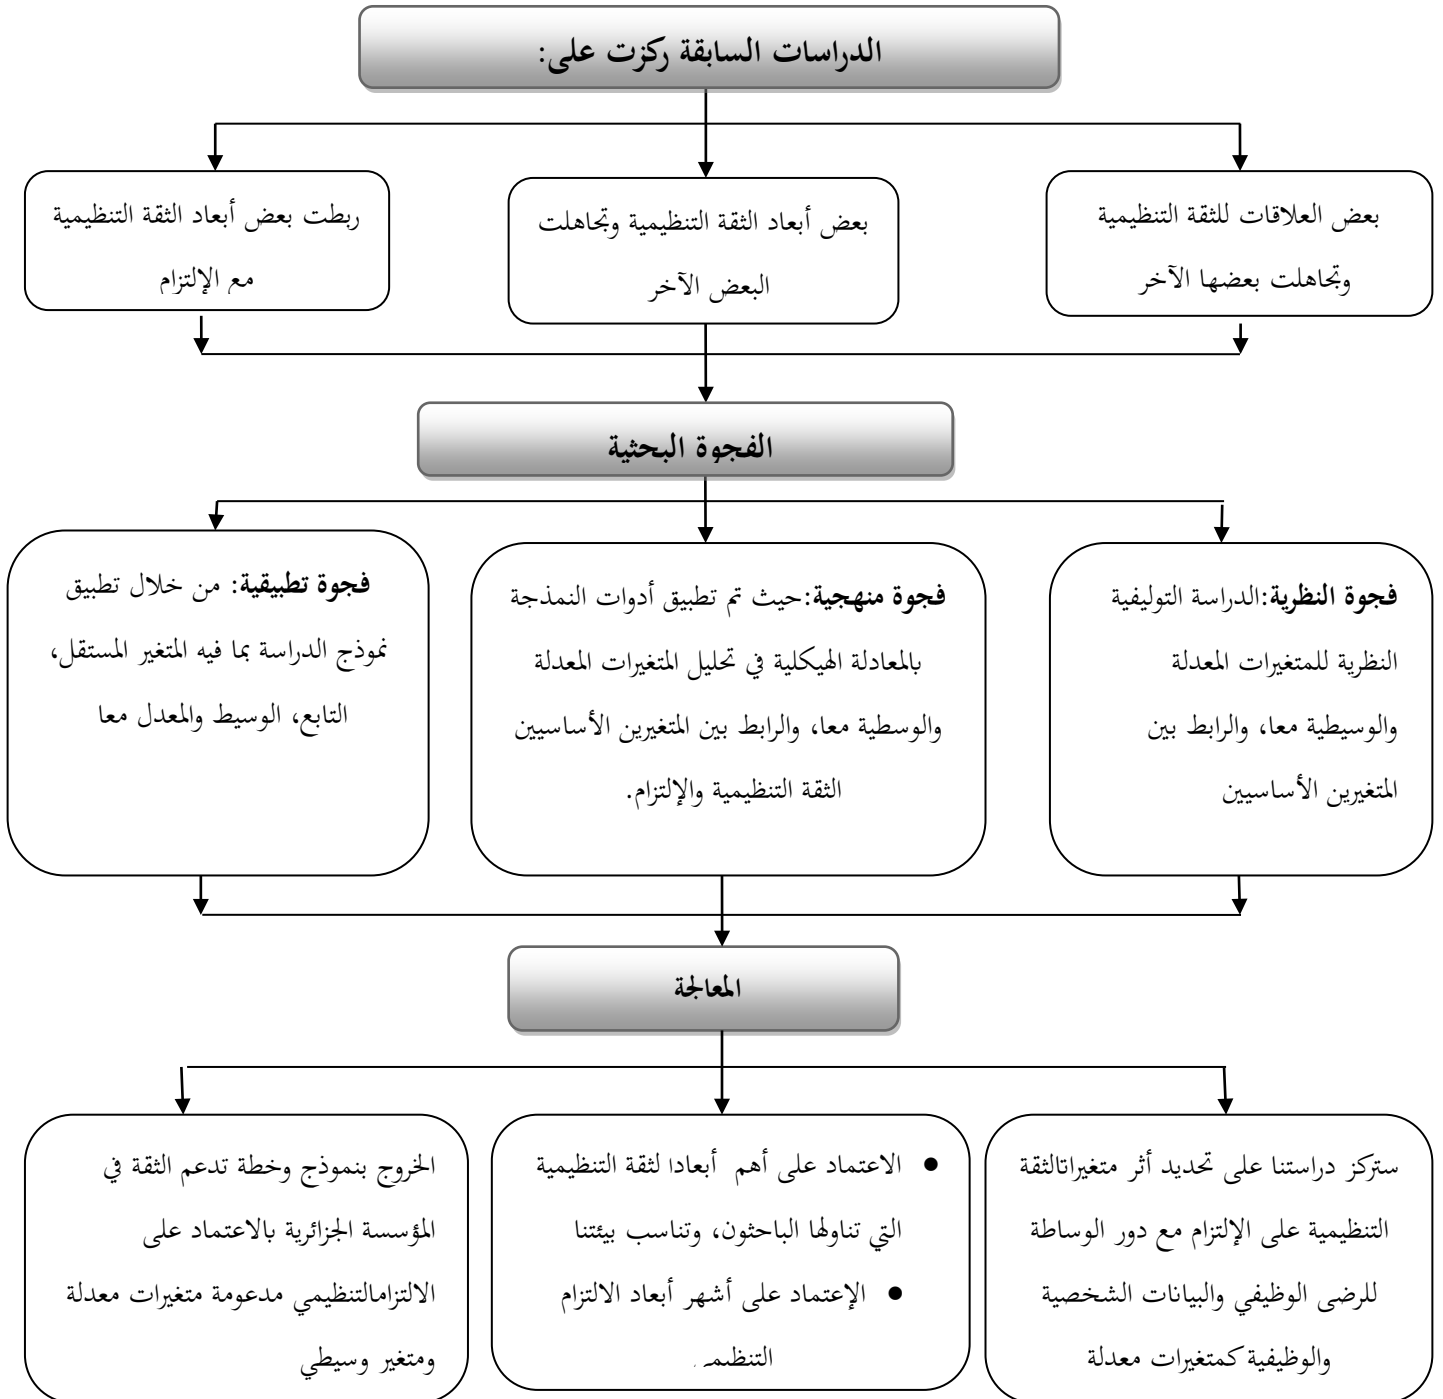 الدراسات السابقة ركزت على:
بعض العلاقات للثقة التنظيمية
وتجاهلت بعضها الآخر
بعض أبعاد الثقة التنظيمية وتجاهلت
البعض الآخر
ربطت بعض أبعاد الثقة التنظيمية
مع الإلتزام
الفجوة البحثية
فجوة النظرية:الدراسة التوليفية
النظرية للمتغيرات المعدلة
والوسيطية معا، والرابط بين
المتغيرين الأساسيين
فجوة منهجية:حيث تم تطبيق أدوات النمذجة
بالمعادلة الهيكلية في تحليل المتغيرات المعدلة
والوسطية معا، والرابط بين المتغيرين الأساسيين
الثقة التنظيمية والإلتزام.
فجوة تطبيقية: من خلال تطبيق
نموذج الدراسة بما فيه المتغير المستقل،
التابع، الوسيط والمعدل معا
المعالجة
ستركز دراستنا على تحديد أثر متغيراتالثقة
التنظيمية على الإلتزام مع دور الوساطة
للرضى الوظيفي والبيانات الشخصية
والوظيفية كمتغيرات معدلة
● الاعتماد على أهم أبعادا لثقة التنظيمية
التي تناولها الباحثون، وتناسب بيئتنا
● الإعتماد على أشهر أبعاد الالتزام
التنظيمي
الخروج بنموذج وخطة تدعم الثقة في
المؤسسة الجزائرية بالاعتماد على
الالتزامالتنظيمي مدعومة متغيرات معدلة
ومتغير وسيطي